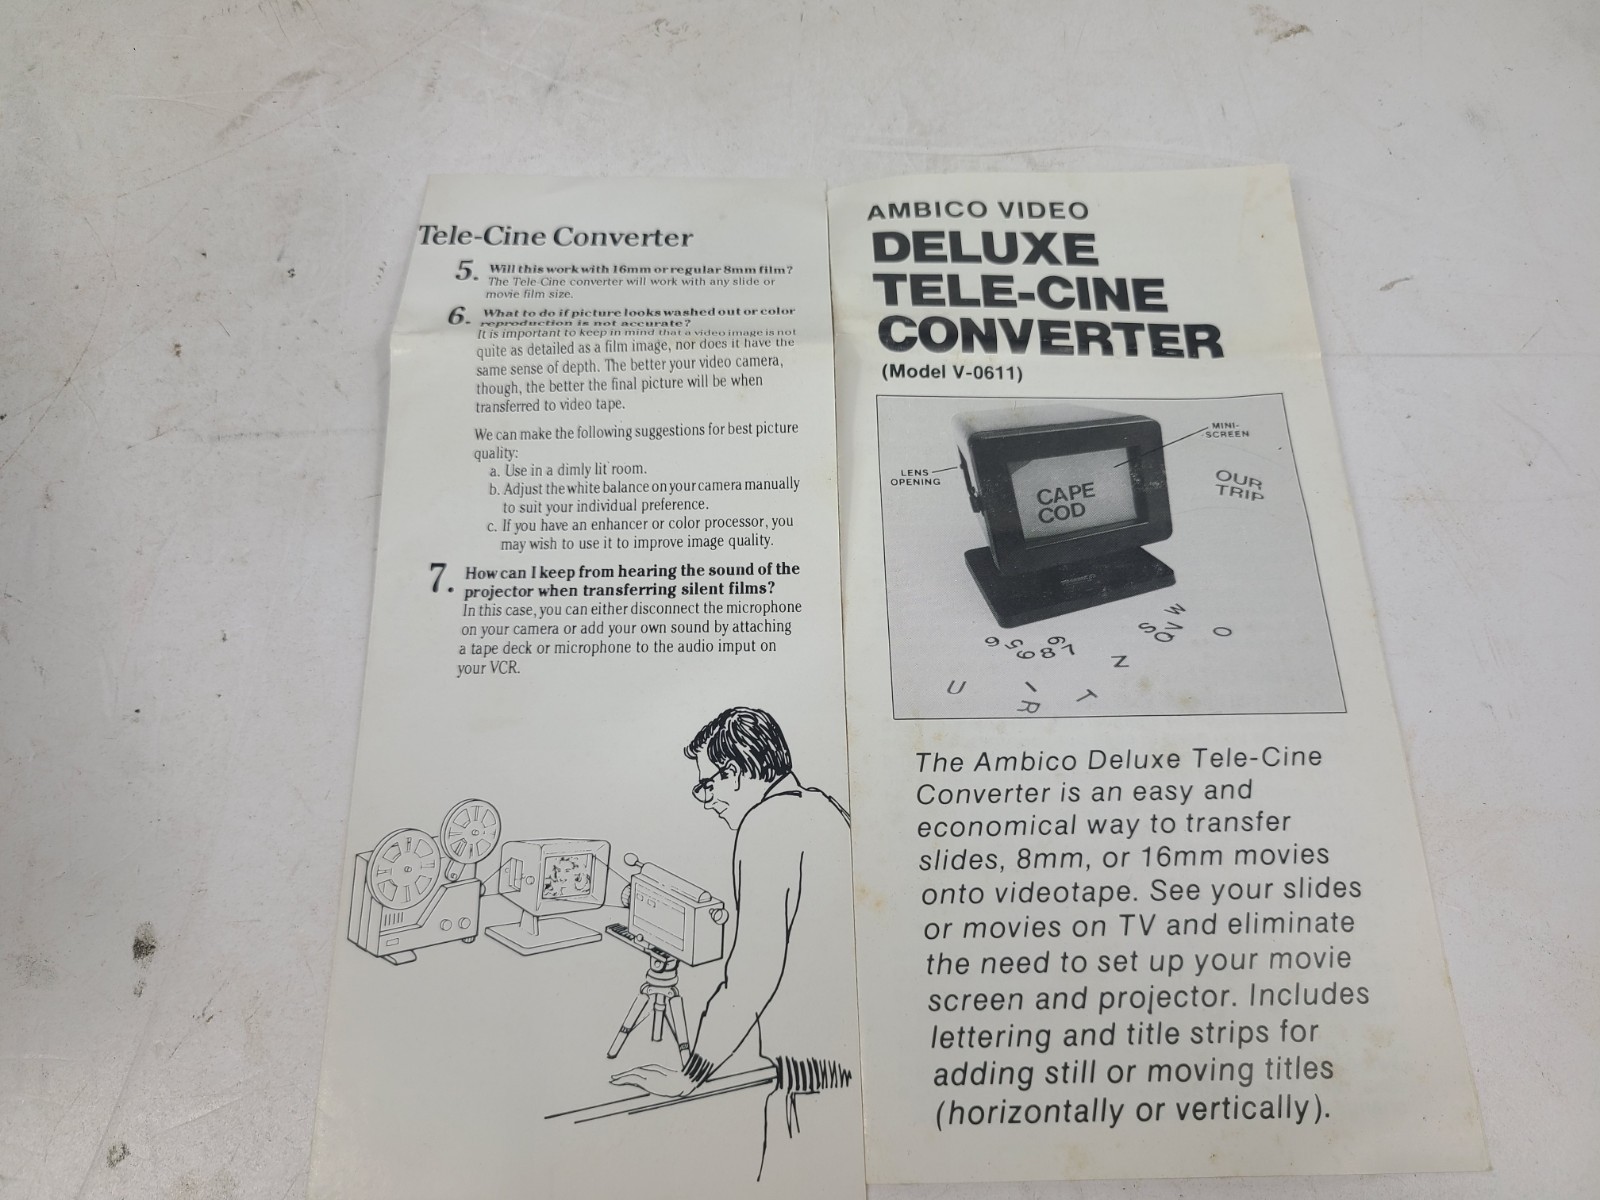 Tele-Cine Converter
5. Will this work with 16mm or regular 8mm film?
The Tele-Cine converter will work with any slide or
movie film size.
6. What to do if picture looks washed out or color
reproduction is not accurate?
It is important to keep in mind that a video image is not
quite as detailed as a film image, nor does it have the
same sense of depth. The better your video camera,
though, the better the final picture will be when
transferred to video tape.
We can make the following suggestions for best picture
quality:
a. Use in a dimly lit room.
b. Adjust the white balance on your camera manually
to suit your individual preference.
c. If you have an enhancer or color processor, you
may wish to use it to improve image quality.
7. How can I keep from hearing the sound of the
projector when transferring silent films?
In this case, you can either disconnect the microphone
on your camera or add your own sound by attaching
a tape deck or microphone to the audio imput on
your VCR.
AMBICO VIDEO
DELUXE
TELE-CINE
CONVERTER
(Model V-0611)
MINI-
SCREEN
LENS
OPENING
CAPE
COD
OUR
TRIP
The Ambico Deluxe Tele-Cine
Converter is an easy and
economical way to transfer
slides, 8mm, or 16mm movies
onto videotape. See your slides
or movies on TV and eliminate
the need to set up your movie
screen and projector. Includes
lettering and title strips for
adding still or moving titles
(horizontally or vertically).